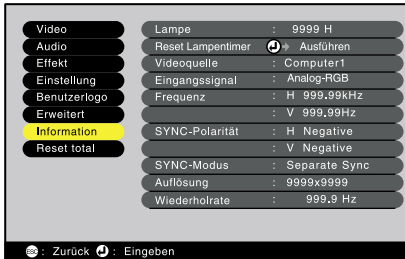 Video
Audio
Effekt
Einstellung
Benutzerlogo
Erweitert
Information
Reset total
Lampe : 9999 H
Reset Lampentimer Ausführen
Videoquelle : Computer1
Eingangssignal : Analog-RGB
Frequenz : H 999.99kHz
: V 999.99Hz
SYNC-Polarität : H Negative
: V Negative
SYNC-Modus : Separate Sync
Auflösung : 9999x9999
Wiederholrate : 999.9 Hz
ESC : Zurück : Eingeben